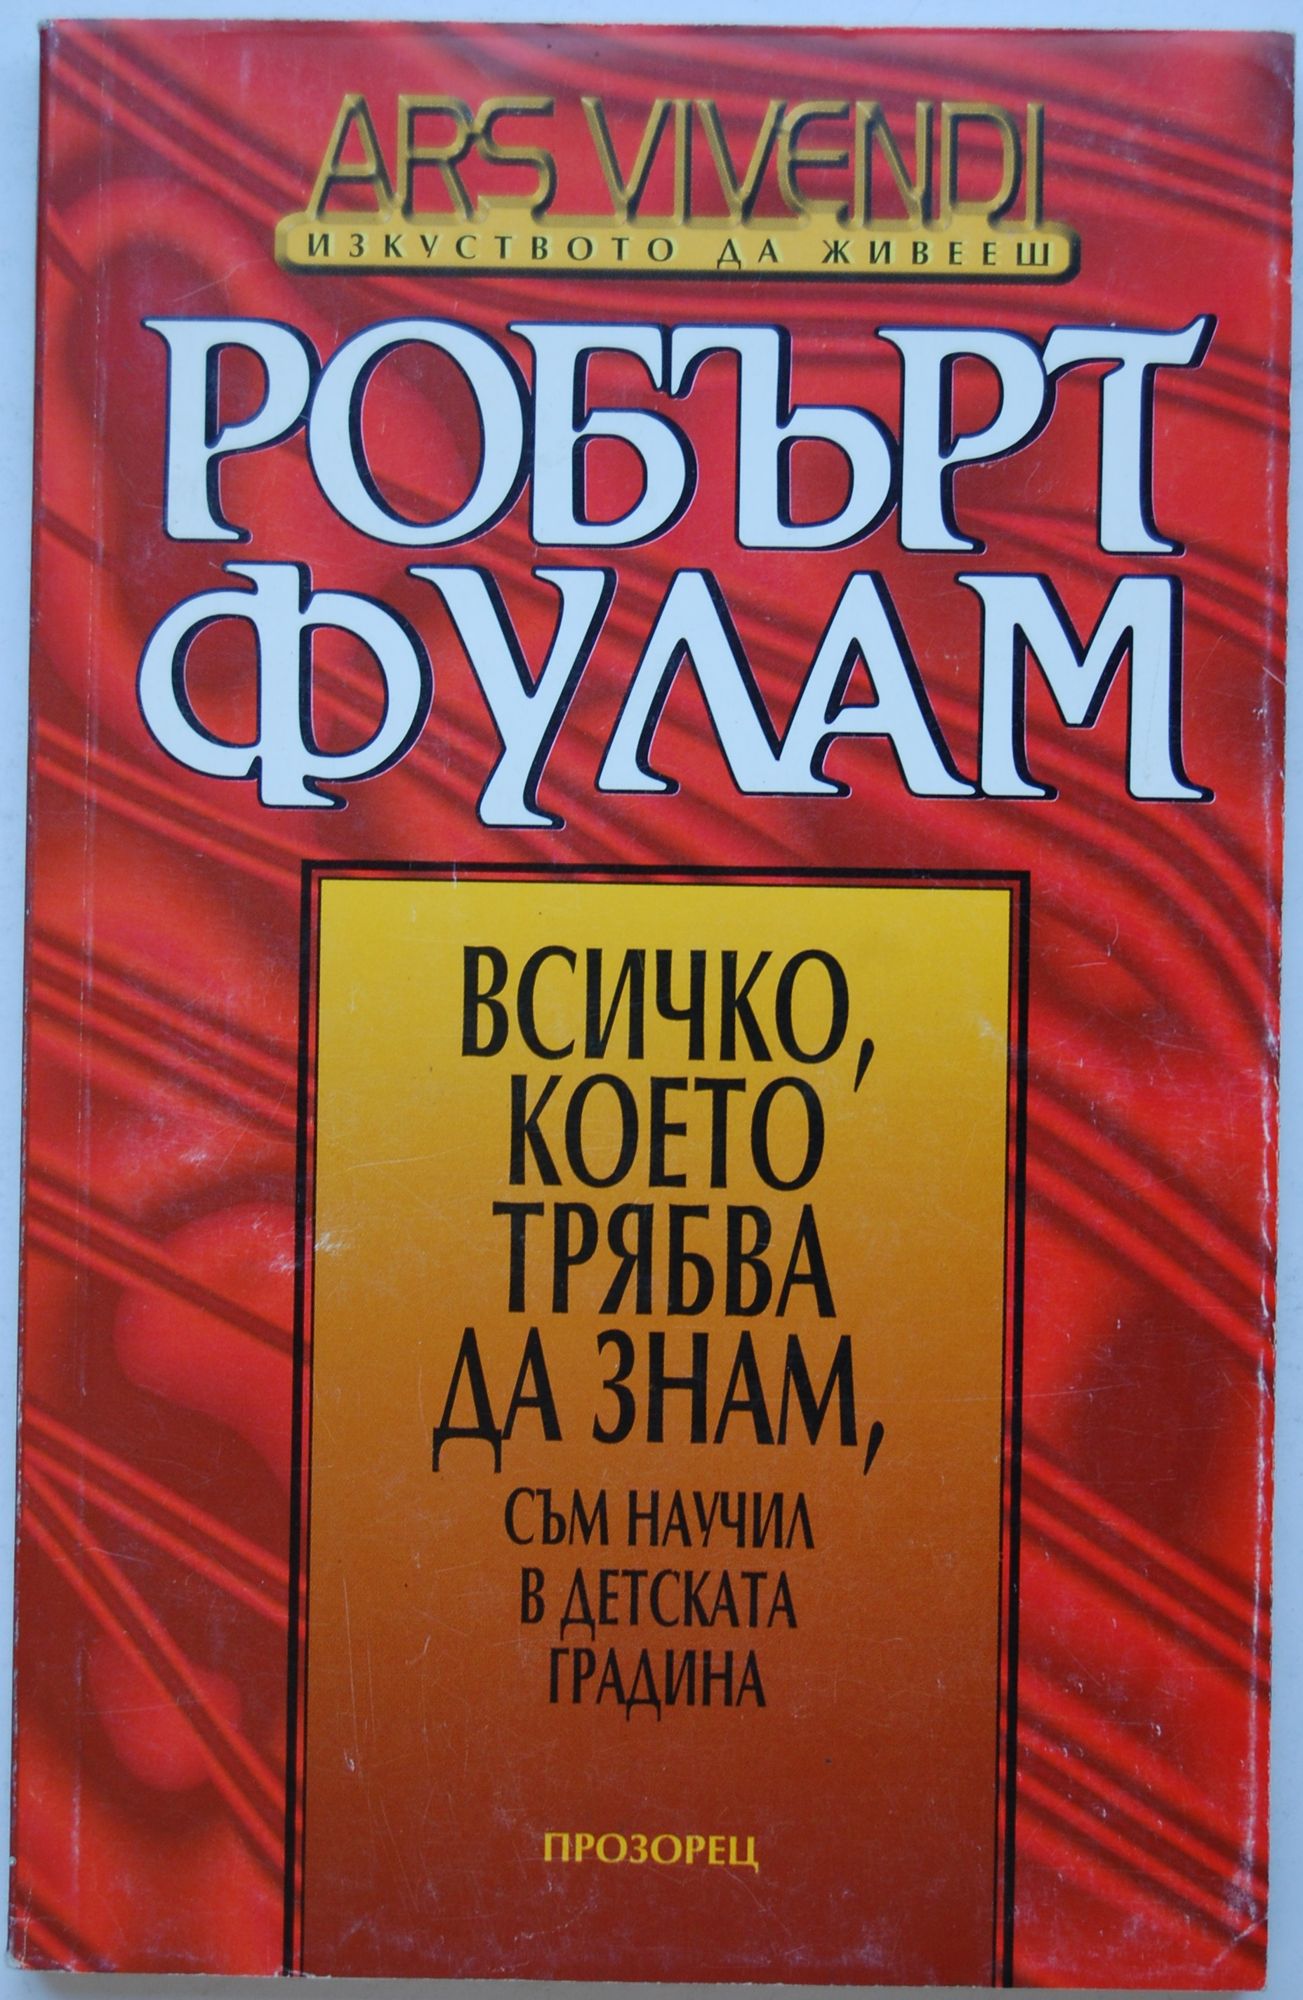 ARS VIVENDI
ИЗКУСТВОТО ДА ЖИВЕЕШ
РОБЪРТ
ФУЛАМ
ВСИЧКО,
КОЕТО
ТРЯБВА
ДА ЗНАМ,
СЪМ НАУЧИЛ
В ДЕТСКАТА
ГРАДИНА
ПРОЗОРЕЦ